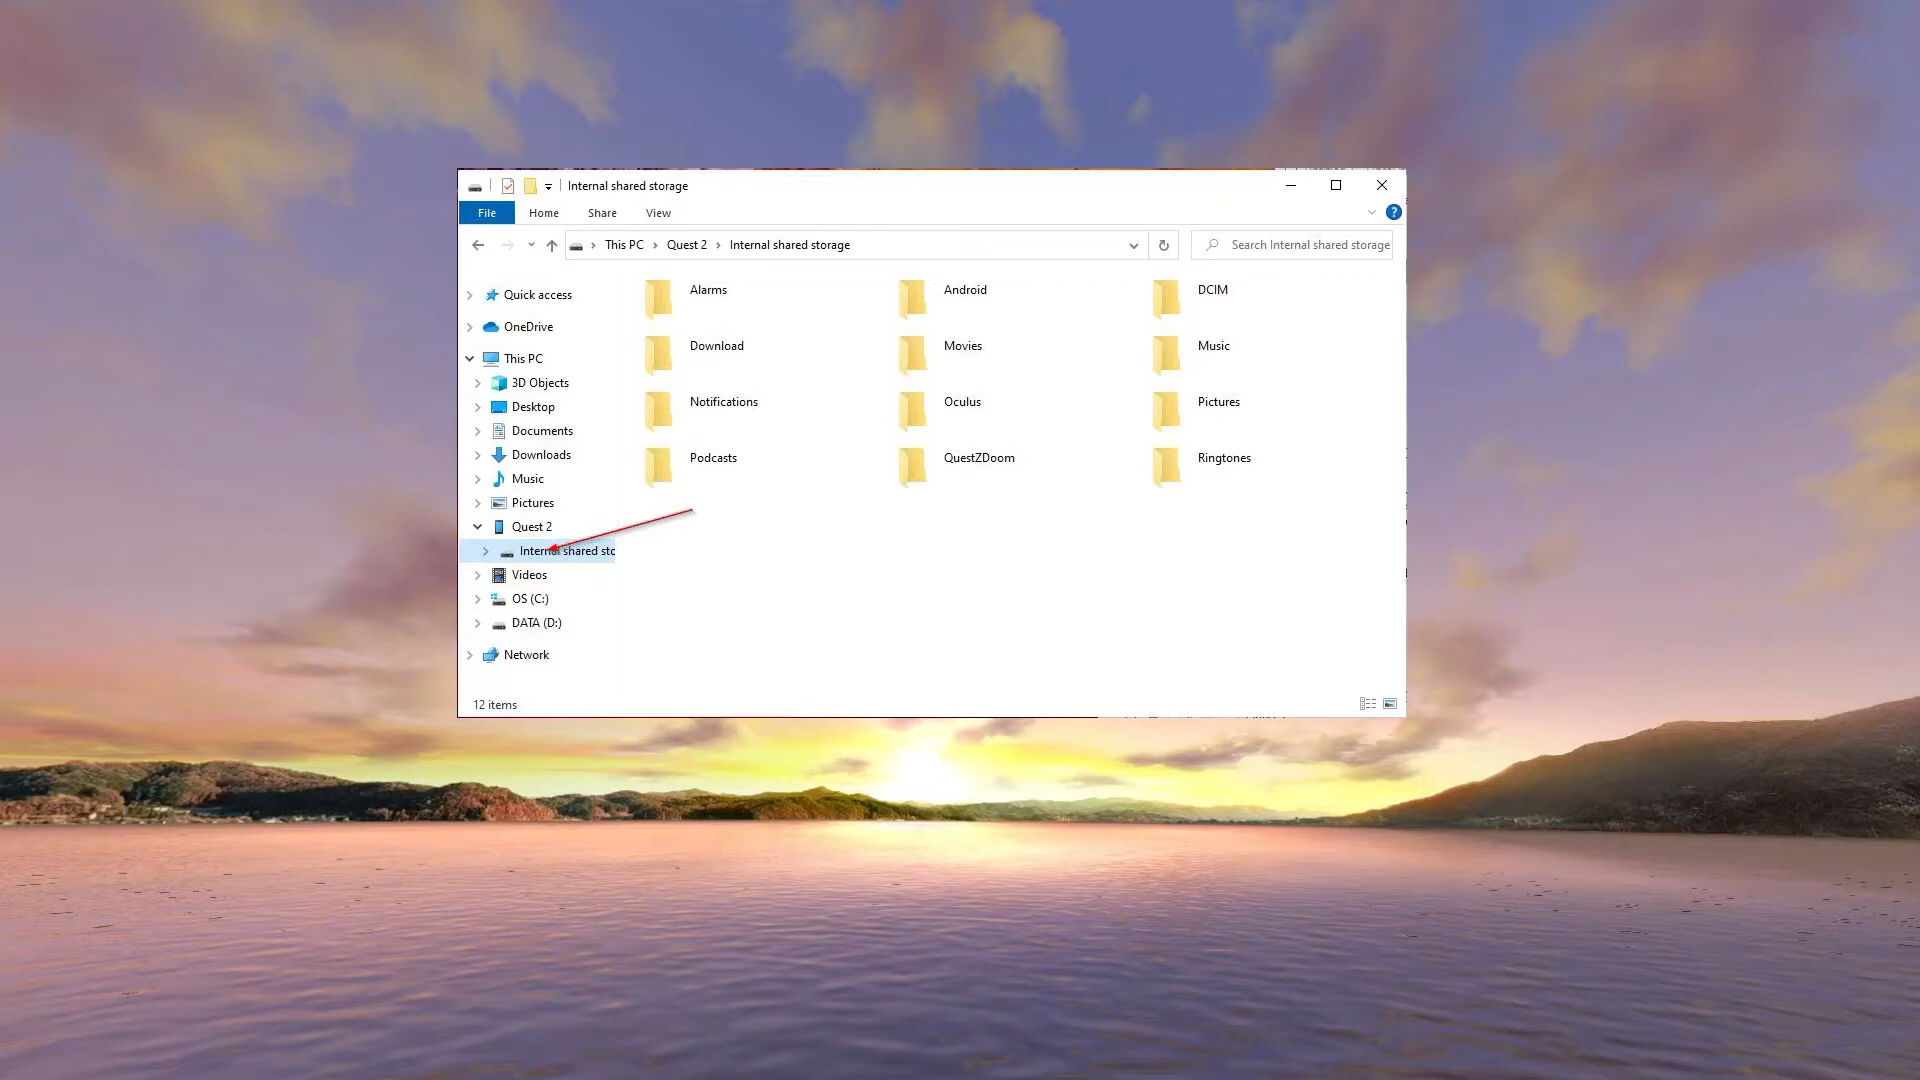 Internal shared storage
File Home Share View
This PC Quest 2 Internal shared storage
Search Internal shared storage
Quick access
OneDrive
This PC
3D Objects
Desktop
Documents
Downloads
Music
Pictures
Quest 2
Internal shared sto
Videos
OS (C:)
DATA (D:)
Network
Alarms Android DCIM
Download Movies Music
Notifications Oculus Pictures
Podcasts QuestZDoom Ringtones
12 items